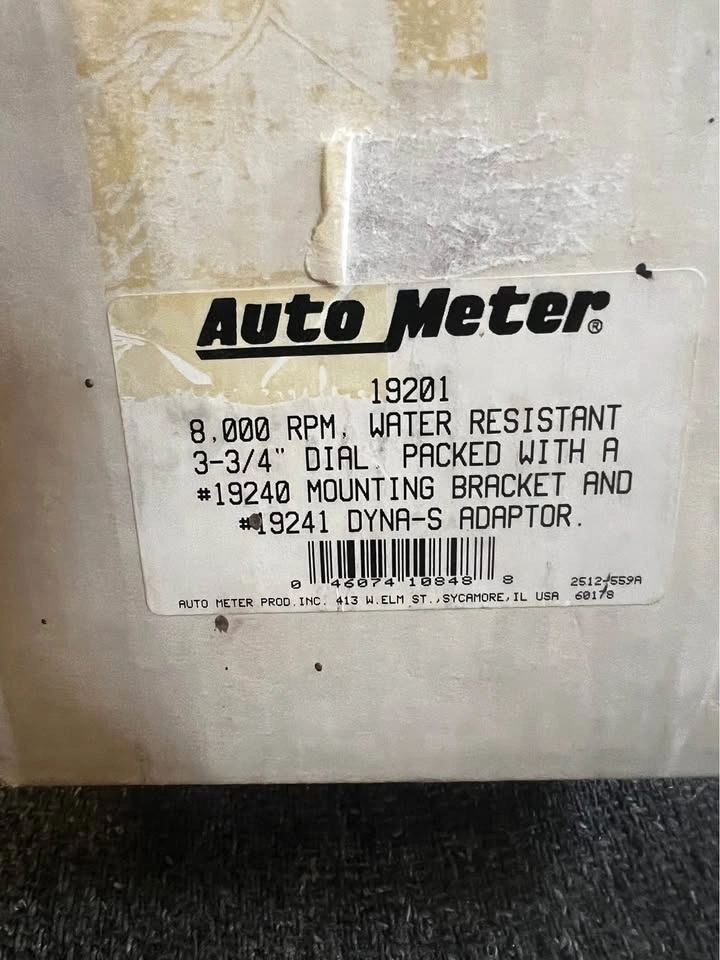 Auto Meter®
19201
8,000 RPM, WATER RESISTANT
3-3/4" DIAL. PACKED WITH A
#19240 MOUNTING BRACKET AND
#19241 DYNA-S ADAPTOR.
0 46074 10848 8
2512-559A
AUTO METER PROD.INC. 413 W.ELM ST.,SYCAMORE,IL USA 60178